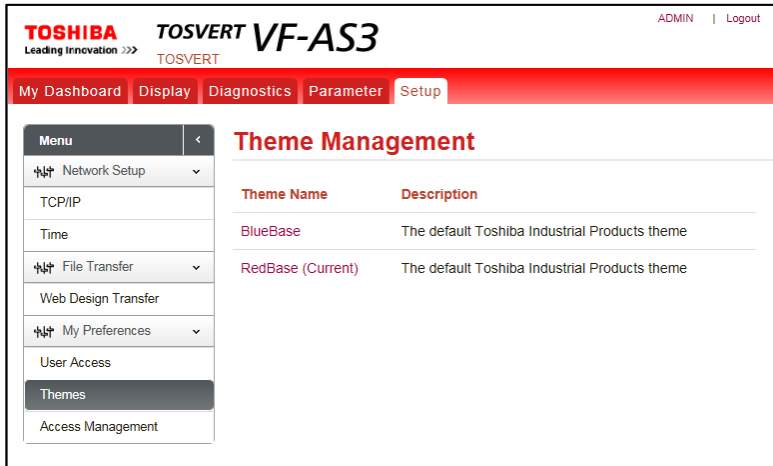 TOSHIBA
Leading Innovation >>>
TOSVERT VF-AS3
TOSVERT
ADMIN | Logout
My Dashboard Display Diagnostics Parameter Setup
Menu <
Network Setup
TCP/IP
Time
File Transfer
Web Design Transfer
My Preferences
User Access
Themes
Access Management
Theme Management
Theme Name Description
BlueBase The default Toshiba Industrial Products theme
RedBase (Current) The default Toshiba Industrial Products theme